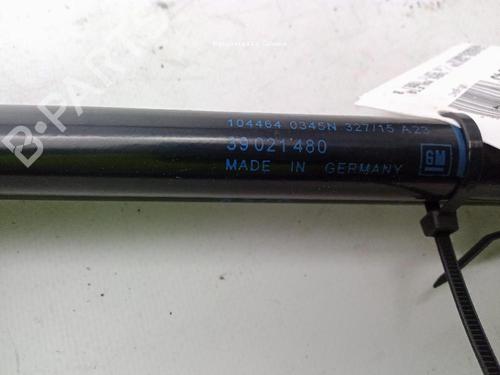 104464 0345N 327/15 A23
39 021 480
MADE IN GERMANY
GM
B-PARTS